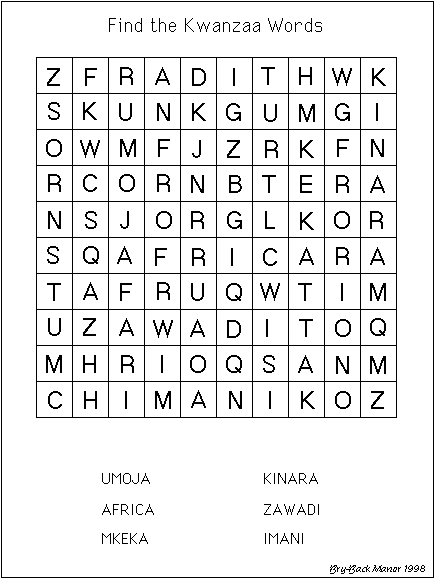 Find the Kwanzaa Words
Z F R A D I T H W K
S K U N K G U M G I
O W M F J Z R K F N
R C O R N B T E R A
N S J O R G L K O R
S Q A F R I C A R A
T A F R U Q W T I M
U Z A W A D I T O Q
M H R I O Q S A N M
C H I M A N I K O Z
UMOJA KINARA
AFRICA ZAWADI
MKEKA IMANI
Bry-Back Manor 1998